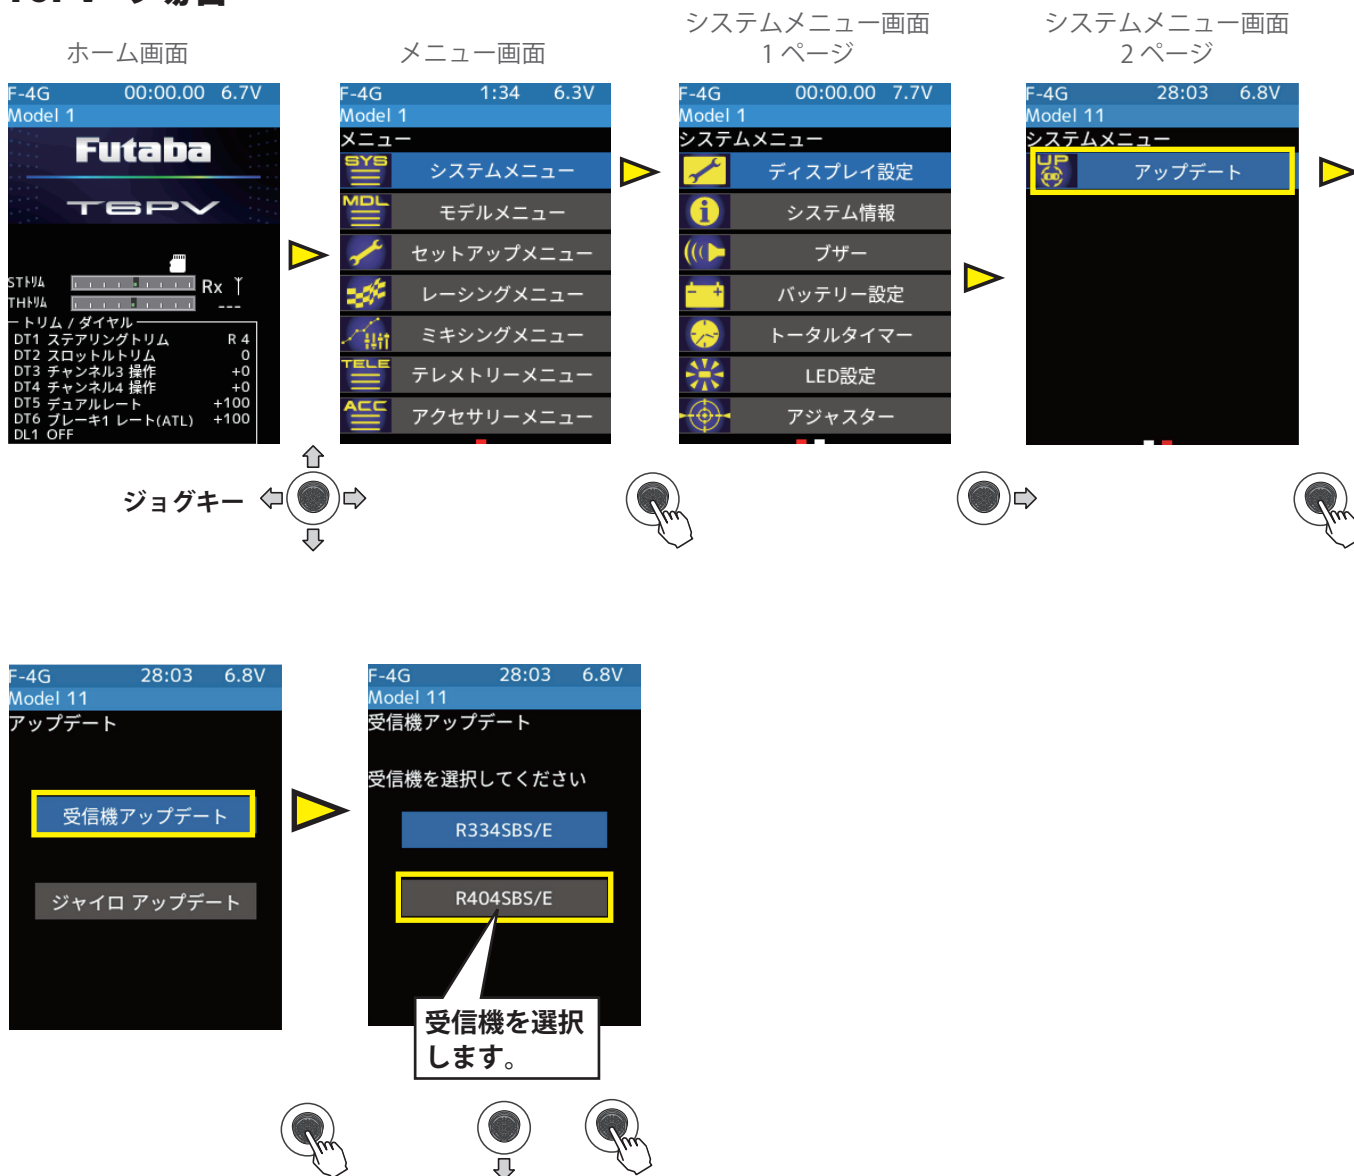 システムメニュー画面
1 ページ
システムメニュー画面
2 ページ
ホーム画面
メニュー画面
F-4G 00:00.00 6.7V
Model 1
Futaba
T6PV
STﾄﾘﾑ
Rx
THﾄﾘﾑ
---
トリム / ダイヤル
DT1 ステアリングトリム R 4
DT2 スロットルトリム 0
DT3 チャンネル3 操作 +0
DT4 チャンネル4 操作 +0
DT5 デュアルレート +100
DT6 ブレーキ1 レート(ATL) +100
DL1 OFF
F-4G 1:34 6.3V
Model 1
メニュー
SYS システムメニュー
MDL モデルメニュー
セットアップメニュー
レーシングメニュー
ミキシングメニュー
TELE テレメトリーメニュー
ACC アクセサリーメニュー
F-4G 00:00.00 7.7V
Model 1
システムメニュー
ディスプレイ設定
システム情報
ブザー
バッテリー設定
トータルタイマー
LED設定
アジャスター
F-4G 28:03 6.8V
Model 11
システムメニュー
UP アップデート
ジョグキー
F-4G 28:03 6.8V
Model 11
アップデート
受信機アップデート
ジャイロ アップデート
F-4G 28:03 6.8V
Model 11
受信機アップデート
受信機を選択してください
R334SBS/E
R404SBS/E
受信機を選択
します。